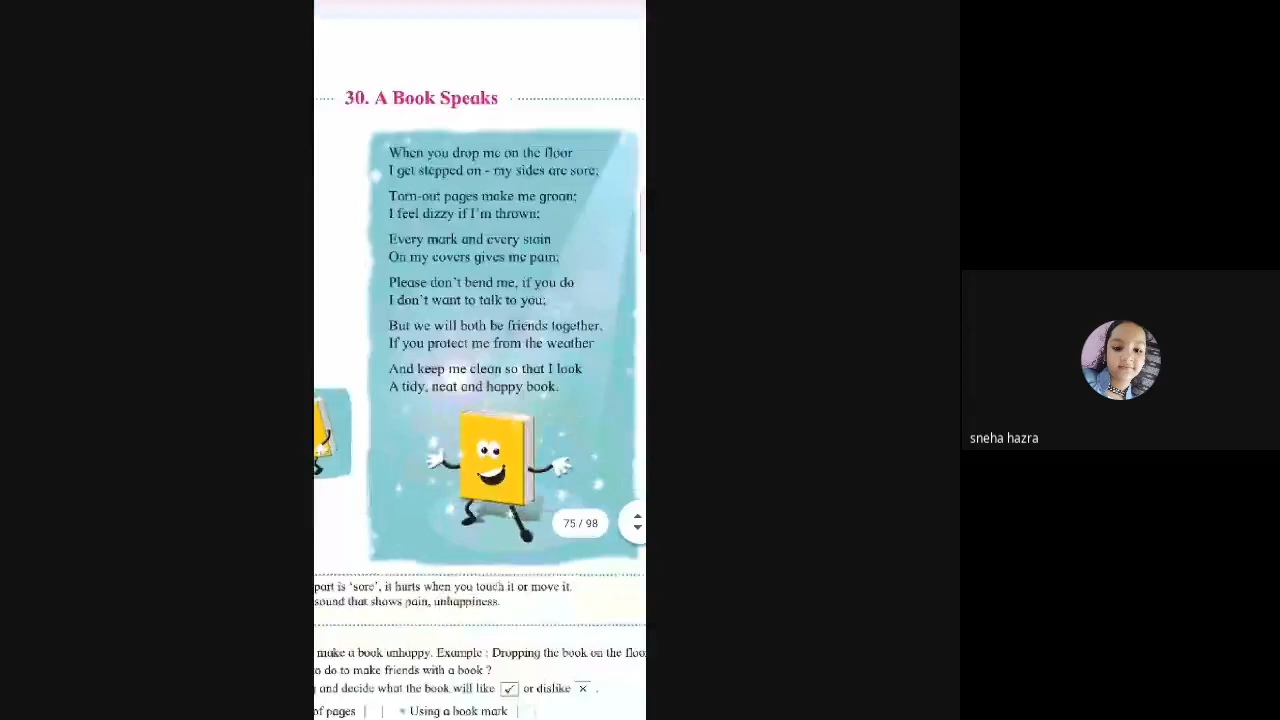 30. A Book Speaks
When you drop me on the floor
I get stepped on - my sides are sore;
Torn-out pages make me groan;
I feel dizzy if I'm thrown;
Every mark and every stain
On my covers gives me pain;
Please don't bend me, if you do
I don't want to talk to you;
But we will both be friends together,
If you protect me from the weather
And keep me clean so that I look
A tidy, neat and happy book.
75 / 98
part is 'sore', it hurts when you touch it or move it.
sound that shows pain, unhappiness.
make a book unhappy. Example : Dropping the book on the floo
o do to make friends with a book ?
and decide what the book will like ✓ or dislike × .
of pages * Using a book mark
sneha hazra